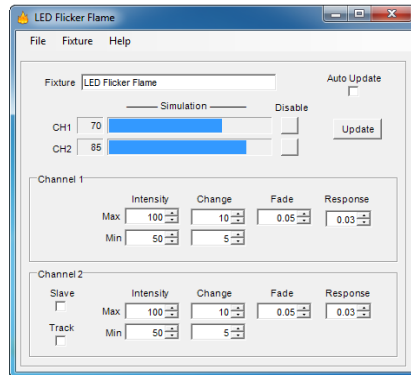 LED Flicker Flame
File Fixture Help
Fixture LED Flicker Flame Auto Update
Simulation Disable
CH1 70
CH2 85 Update
Channel 1
Intensity Change Fade Response
Max 100 10 0.05 0.03
Min 50 5
Channel 2
Slave Intensity Change Fade Response
Max 100 10 0.05 0.03
Track
Min 50 5